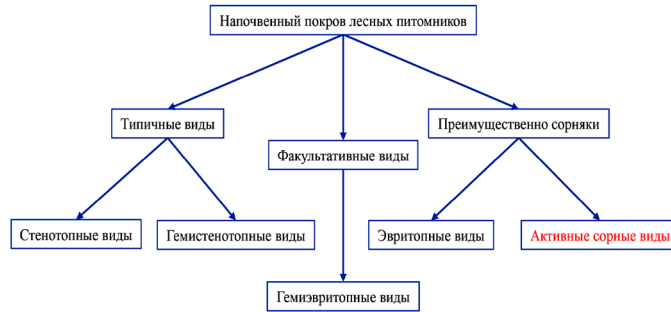 Напочвенный покров лесных питомников
Типичные виды
Факультативные виды
Преимущественно сорняки
Стенотопные виды
Гемистенотопные виды
Эвритопные виды
Активные сорные виды
Гемиэвритопные виды